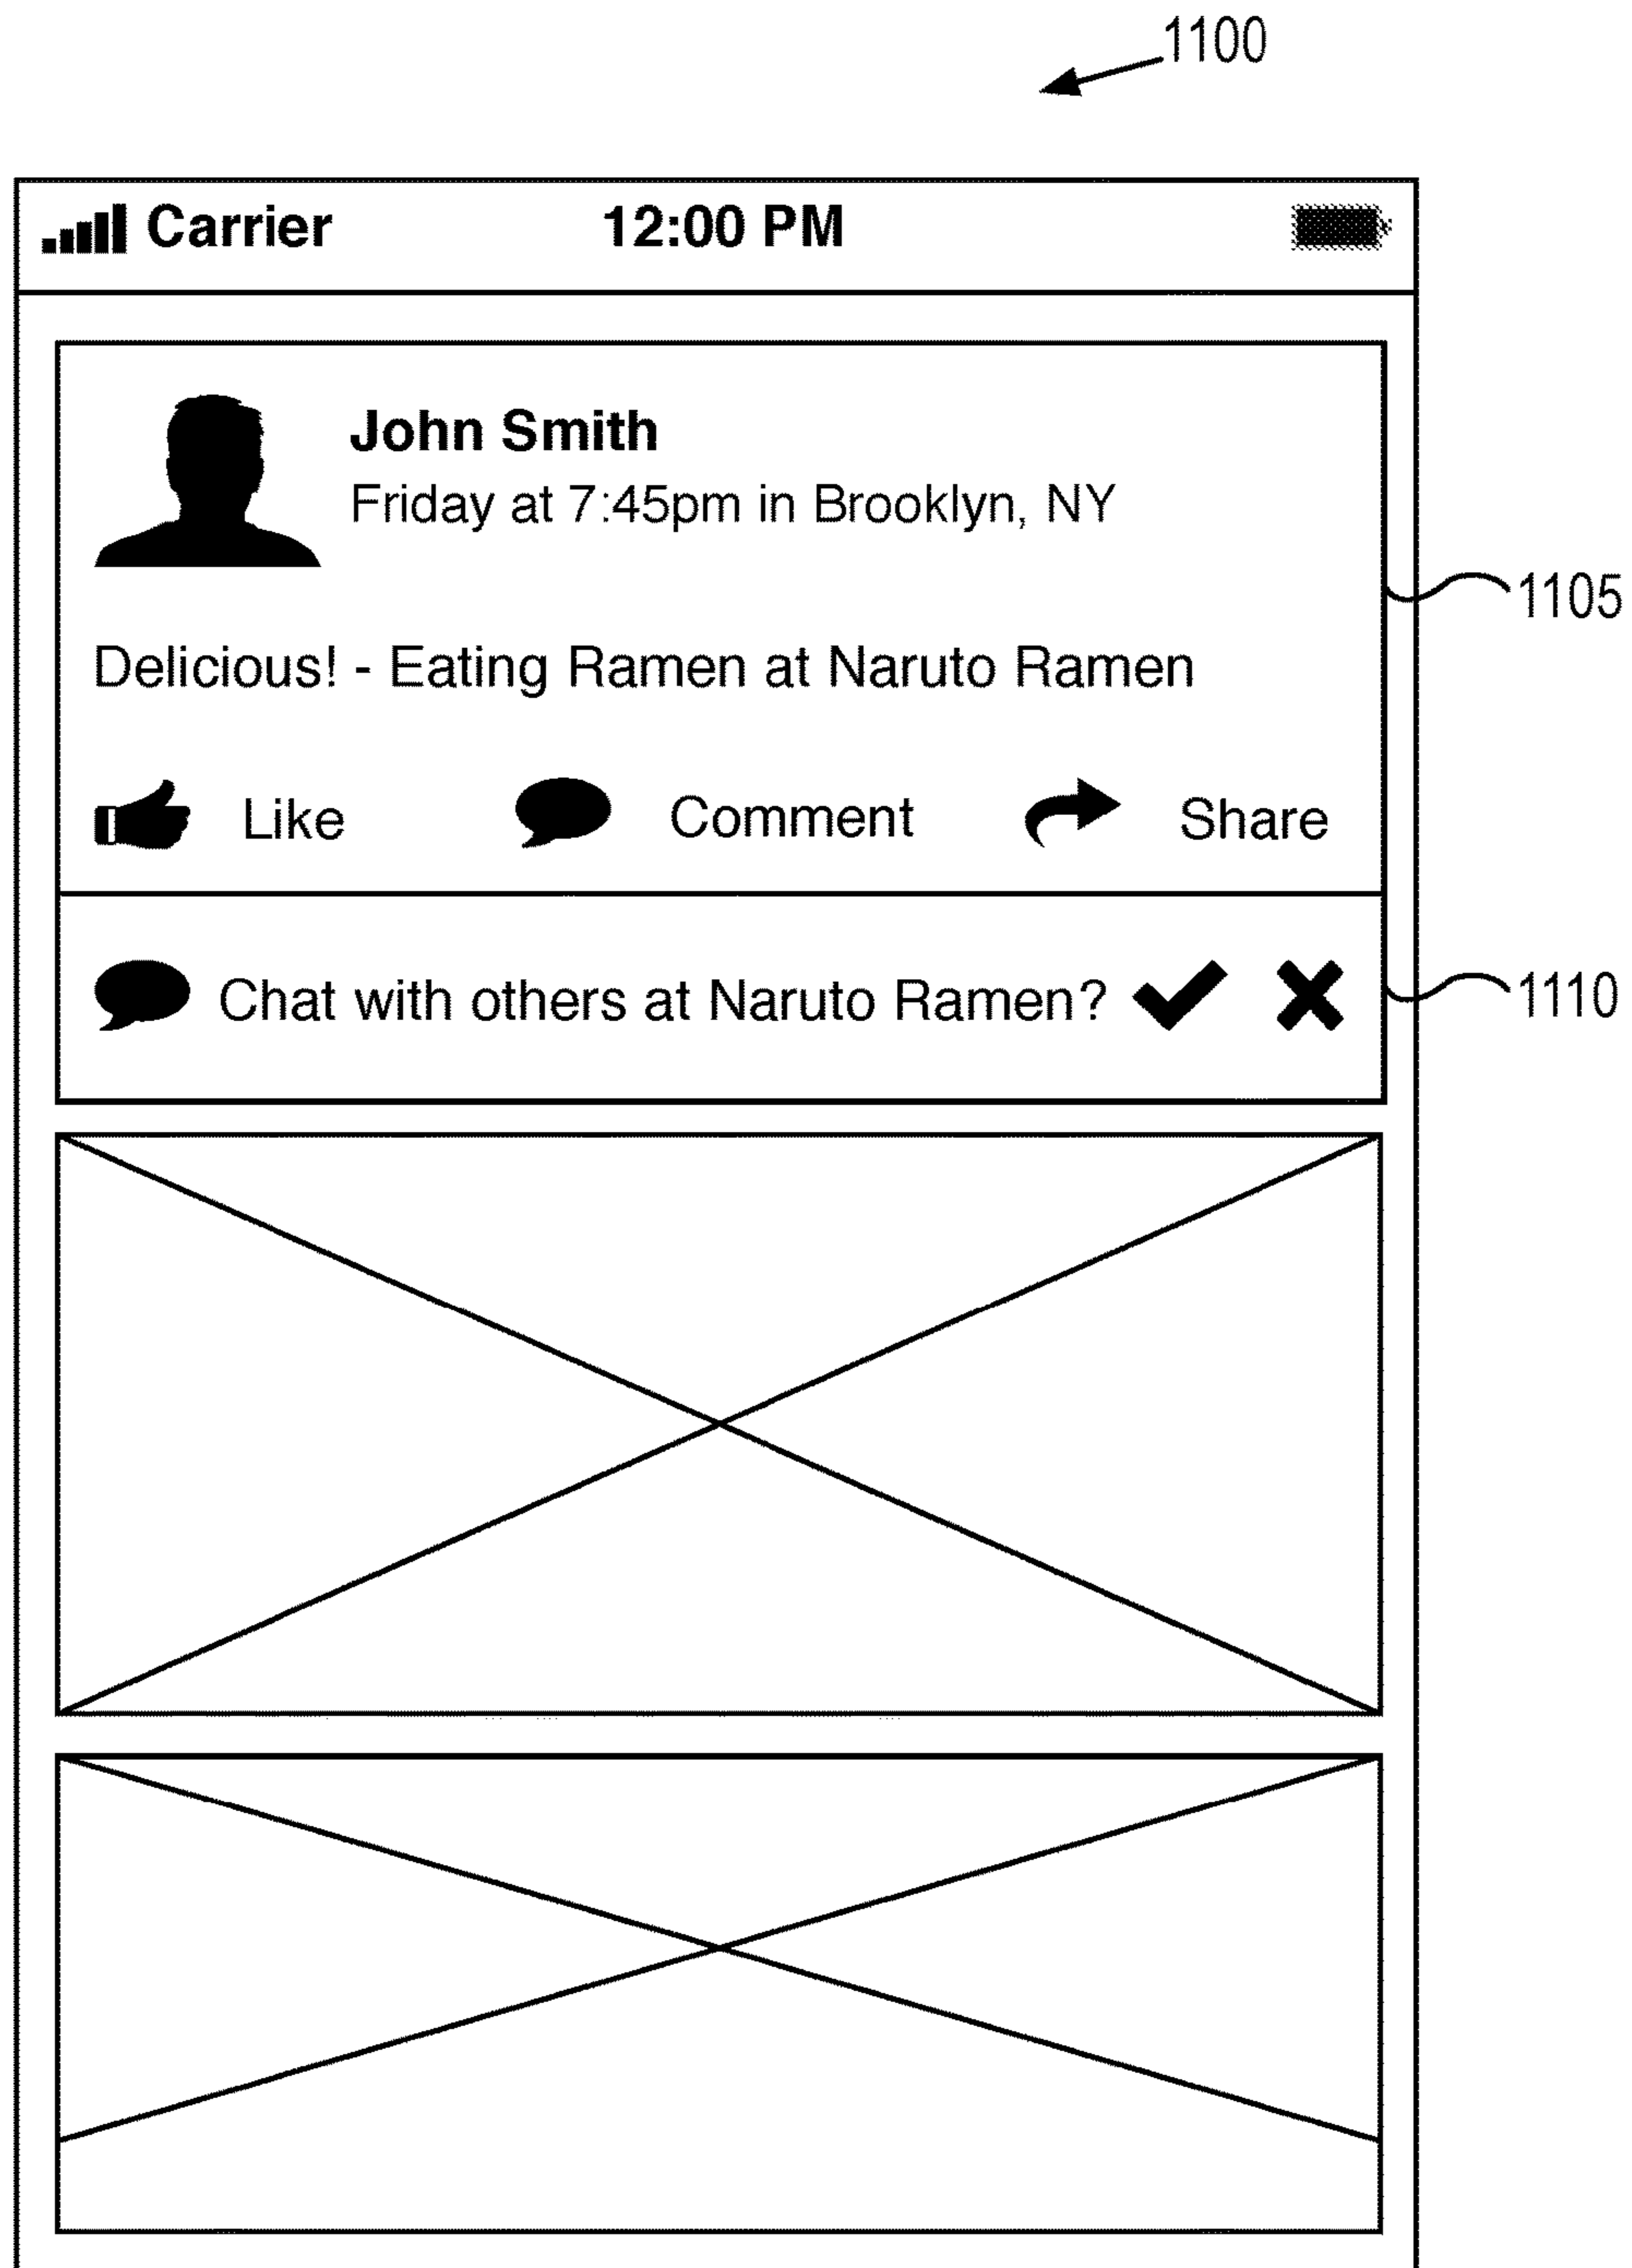 1100
Carrier 12:00 PM
John Smith
Friday at 7:45pm in Brooklyn, NY
1105
Delicious! - Eating Ramen at Naruto Ramen
Like Comment Share
Chat with others at Naruto Ramen?
1110